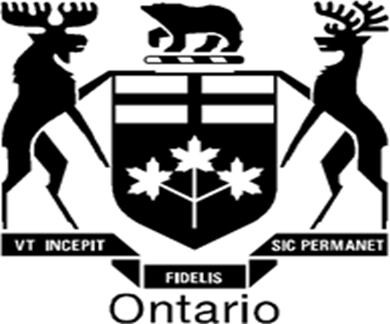 VT INCEPIT
FIDELIS
SIC PERMANET
Ontario